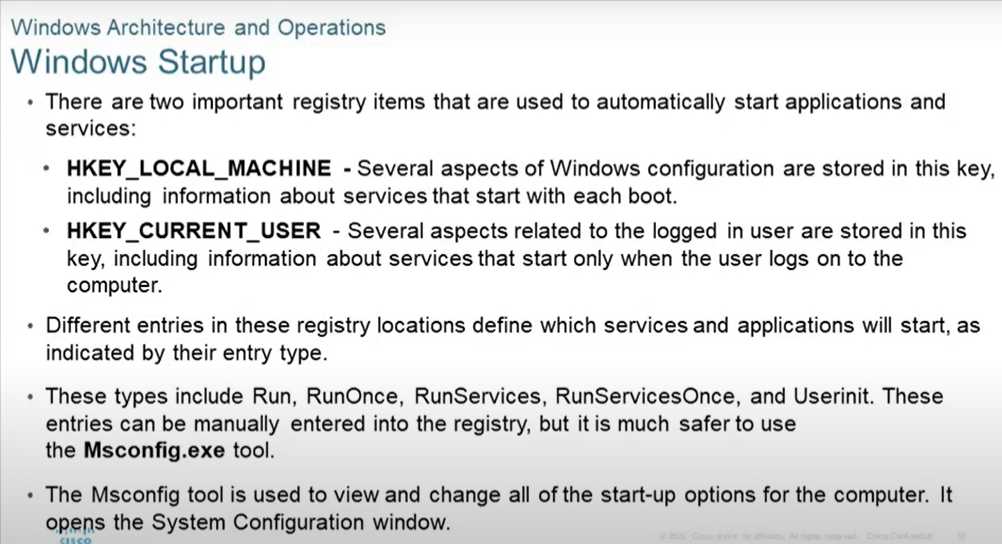 Windows Architecture and Operations
Windows Startup
• There are two important registry items that are used to automatically start applications and
services:
• HKEY_LOCAL_MACHINE - Several aspects of Windows configuration are stored in this key,
including information about services that start with each boot.
• HKEY_CURRENT_USER - Several aspects related to the logged in user are stored in this
key, including information about services that start only when the user logs on to the
computer.
• Different entries in these registry locations define which services and applications will start, as
indicated by their entry type.
• These types include Run, RunOnce, RunServices, RunServicesOnce, and Userinit. These
entries can be manually entered into the registry, but it is much safer to use
the Msconfig.exe tool.
• The Msconfig tool is used to view and change all of the start-up options for the computer. It
opens the System Configuration window.
CISCO
© 2020 Cisco and/or its affiliates. All rights reserved. Cisco Confidential